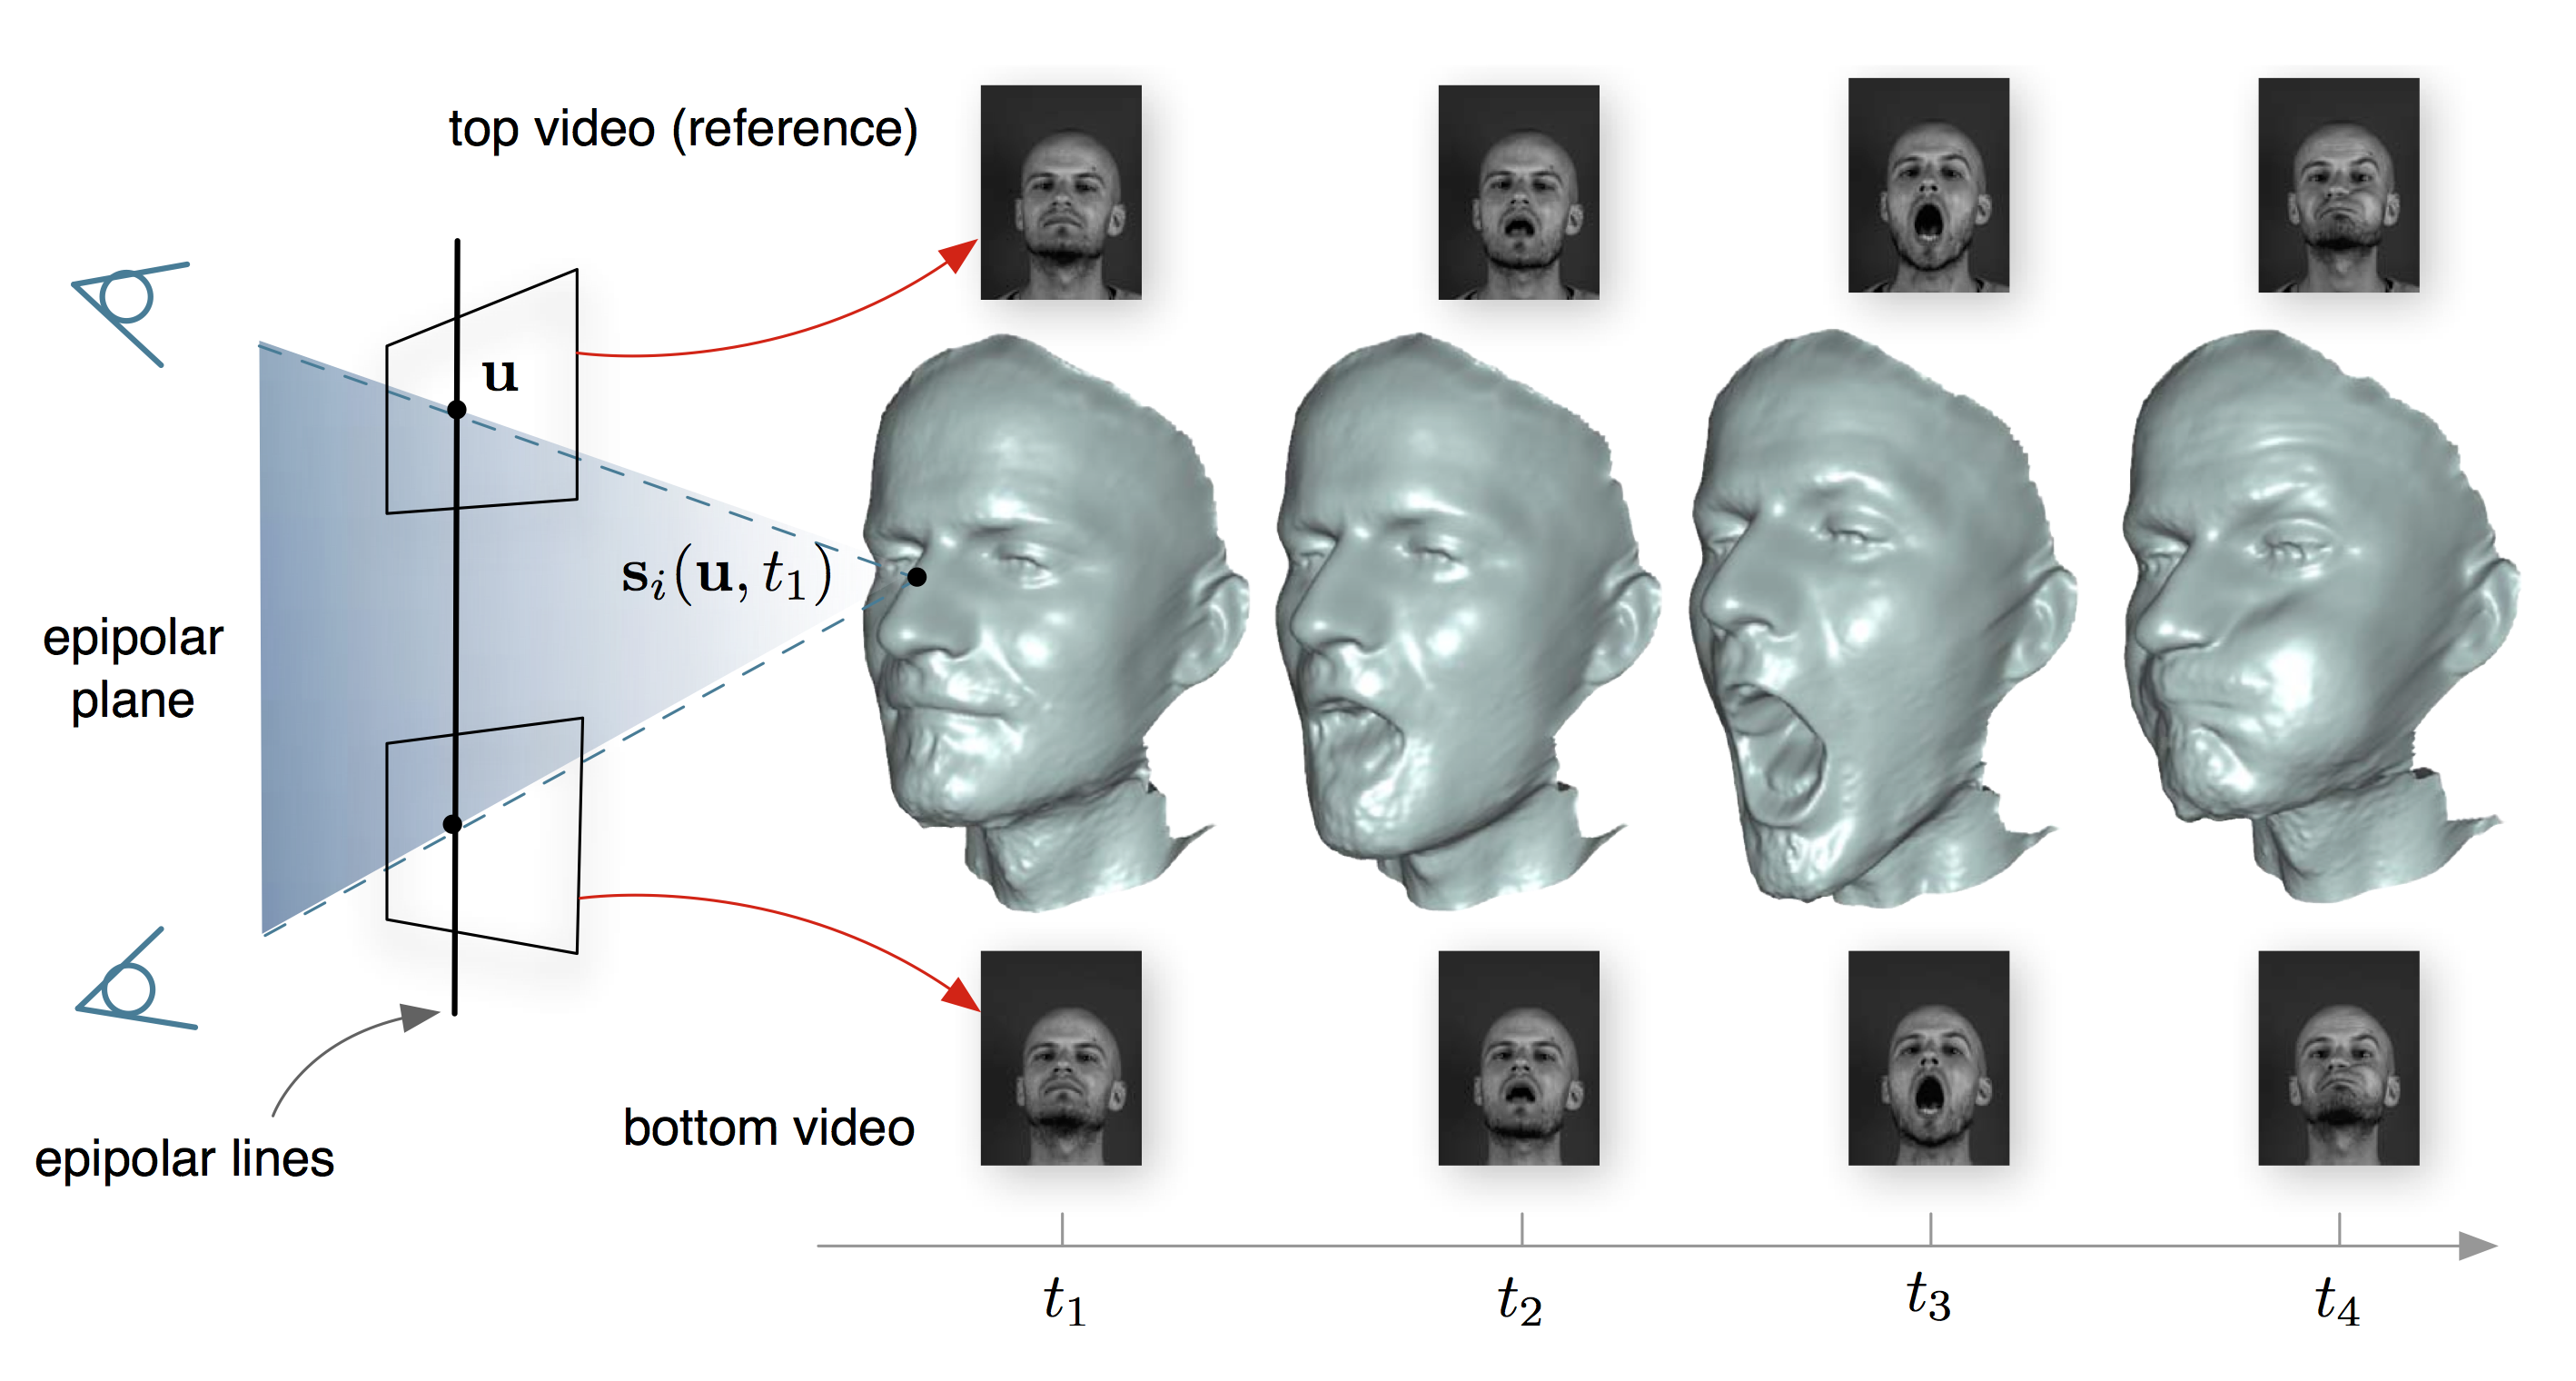 top video (reference)
u
s_i(u, t_1)
epipolar
plane
epipolar lines
bottom video
t_1
t_2
t_3
t_4